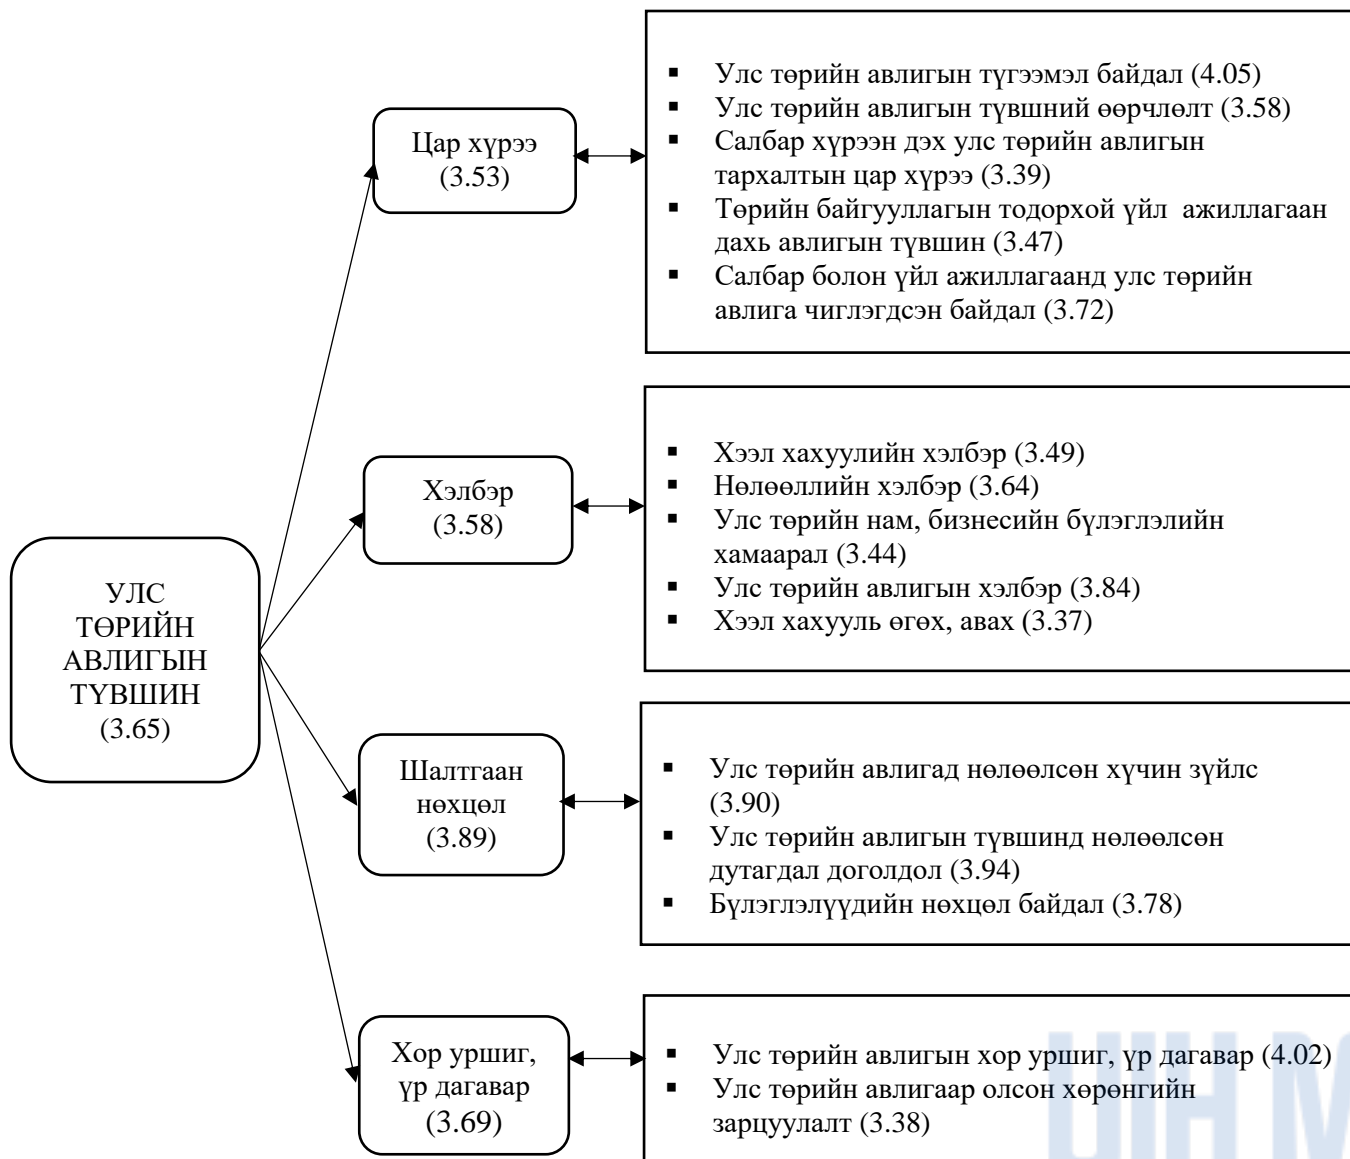 УЛС
ТӨРИЙН
АВЛИГЫН
ТҮВШИН
(3.65)
Цар хүрээ
(3.53)
▪ Улс төрийн авлигын түгээмэл байдал (4.05)
▪ Улс төрийн авлигын түвшний өөрчлөлт (3.58)
▪ Салбар хүрээн дэх улс төрийн авлигын
тархалтын цар хүрээ (3.39)
▪ Төрийн байгууллагын тодорхой үйл ажиллагаан
дахь авлигын түвшин (3.47)
▪ Салбар болон үйл ажиллагаанд улс төрийн
авлига чиглэгдсэн байдал (3.72)
Хэлбэр
(3.58)
▪ Хээл хахуулийн хэлбэр (3.49)
▪ Нөлөөллийн хэлбэр (3.64)
▪ Улс төрийн нам, бизнесийн бүлэглэлийн
хамаарал (3.44)
▪ Улс төрийн авлигын хэлбэр (3.84)
▪ Хээл хахууль өгөх, авах (3.37)
Шалтгаан
нөхцөл
(3.89)
▪ Улс төрийн авлигад нөлөөлсөн хүчин зүйлс
(3.90)
▪ Улс төрийн авлигын түвшинд нөлөөлсөн
дутагдал доголдол (3.94)
▪ Бүлэглэлүүдийн нөхцөл байдал (3.78)
Хор уршиг,
үр дагавар
(3.69)
▪ Улс төрийн авлигын хор уршиг, үр дагавар (4.02)
▪ Улс төрийн авлигаар олсон хөрөнгийн
зарцуулалт (3.38)